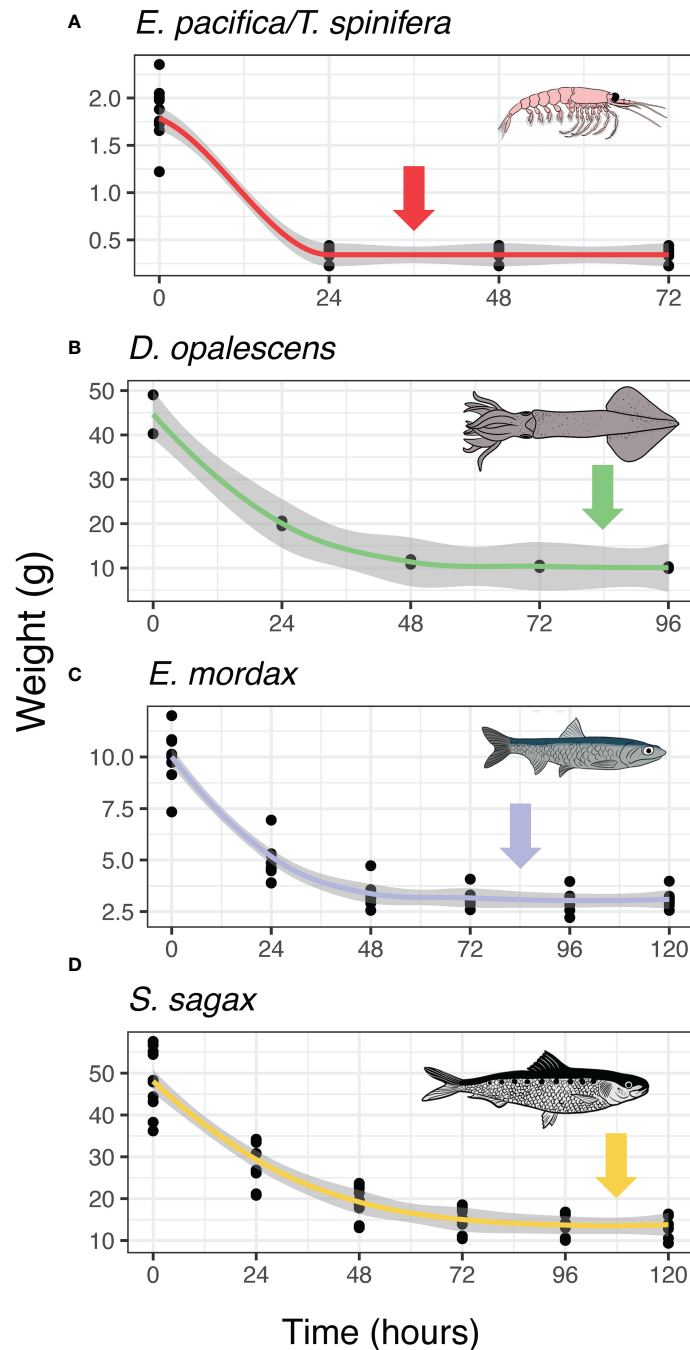 A
E. pacifica/T. spinifera
2.0
1.5
1.0
0.5
0 24 48 72
B
D. opalescens
50
40
30
20
10
0 24 48 72 96
Weight (g)
C
E. mordax
10.0
7.5
5.0
2.5
0 24 48 72 96 120
D
S. sagax
50
40
30
20
10
0 24 48 72 96 120
Time (hours)